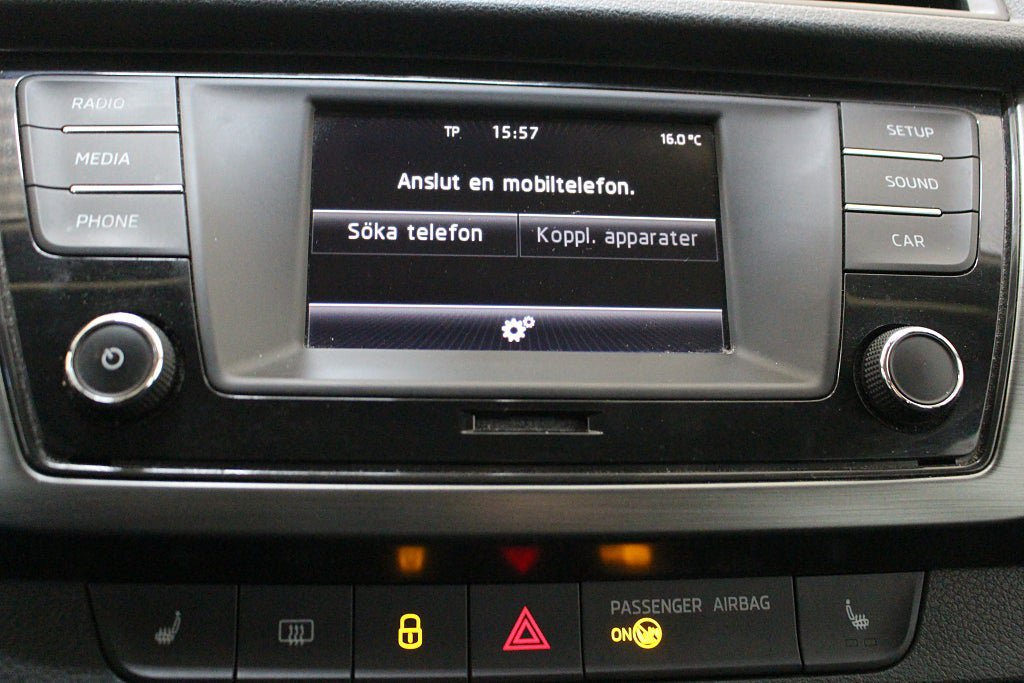 RADIO
MEDIA
PHONE
TP 15:57 16.0°C
Anslut en mobiltelefon.
Söka telefon Koppl. apparater
SETUP
SOUND
CAR
PASSENGER AIRBAG
ON